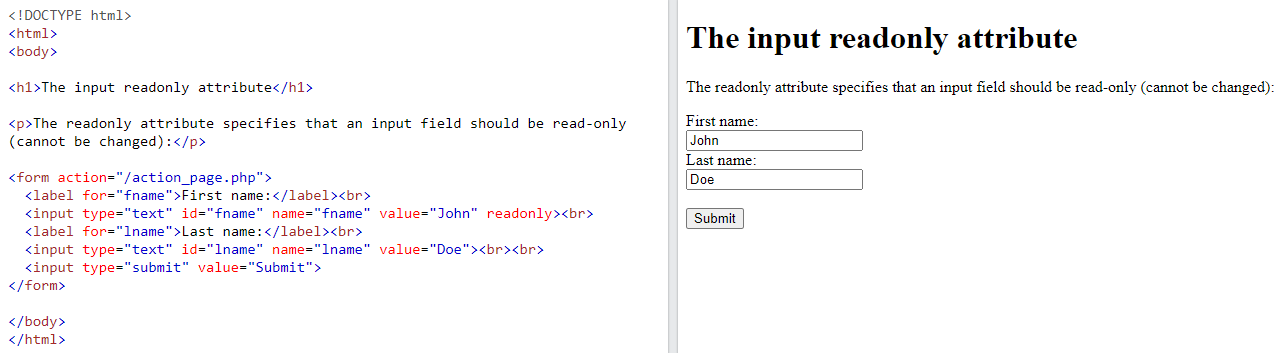 <!DOCTYPE html>
<html>
<body>
<h1>The input readonly attribute</h1>
<p>The readonly attribute specifies that an input field should be read-only
(cannot be changed):</p>
<form action="/action_page.php">
<label for="fname">First name:</label><br>
<input type="text" id="fname" name="fname" value="John" readonly><br>
<label for="lname">Last name:</label><br>
<input type="text" id="lname" name="lname" value="Doe"><br><br>
<input type="submit" value="Submit">
</form>
</body>
</html>
The input readonly attribute
The readonly attribute specifies that an input field should be read-only (cannot be changed):
First name:
John
Last name:
Doe
Submit